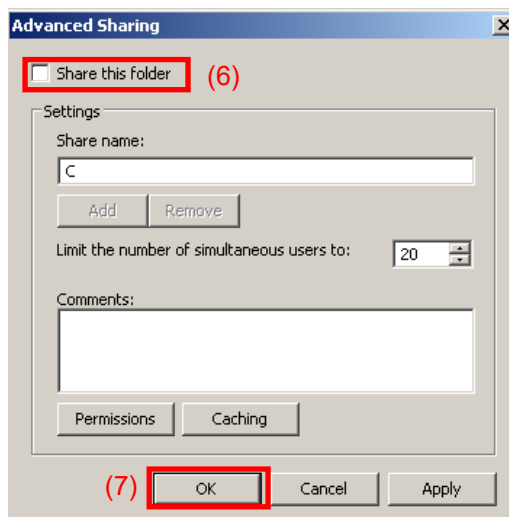 Advanced Sharing
Share this folder (6)
Settings
Share name:
C
Add Remove
Limit the number of simultaneous users to: 20
Comments:
Permissions Caching
(7) OK Cancel Apply